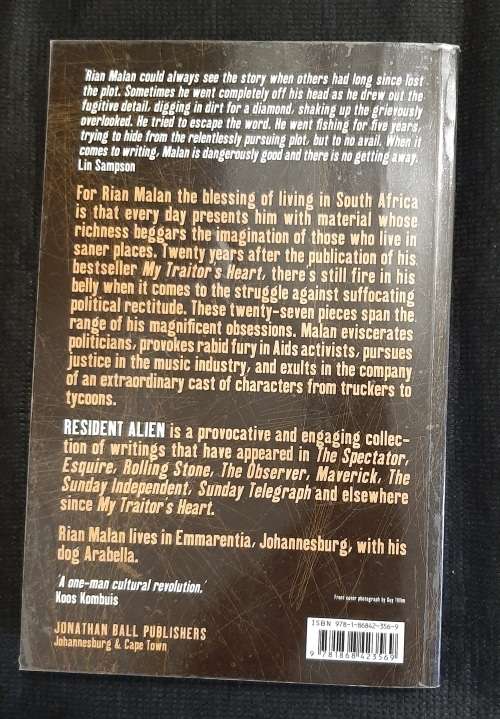 'Rian Malan could always see the story when others had long since lost
the plot. Sometimes he went completely off his head as he drew out the
fugitive detail, digging in dirt for a diamond, shaking up the grievously
overlooked. He tried to escape the word. He went fishing for five years,
trying to hide from the relentlessly pursuing plot, but to no avail. When it
comes to writing, Malan is dangerously good and there is no getting away.'
Lin Sampson
For Rian Malan the blessing of living in South Africa
is that every day presents him with material whose
richness beggars the imagination of those who live in
saner places. Twenty years after the publication of his
bestseller My Traitor's Heart, there's still fire in his
belly when it comes to the struggle against suffocating
political rectitude. These twenty-seven pieces span the
range of his magnificent obsessions. Malan eviscerates
politicians, provokes rabid fury in Aids activists, pursues
justice in the music industry, and exults in the company
of an extraordinary cast of characters from truckers to
tycoons.
RESIDENT ALIEN is a provocative and engaging collec-
tion of writings that have appeared in The Spectator,
Esquire, Rolling Stone, The Observer, Maverick, The
Sunday Independent, Sunday Telegraph and elsewhere
since My Traitor's Heart.
Rian Malan lives in Emmarentia, Johannesburg, with his
dog Arabella.
'A one-man cultural revolution.'
Koos Kombuis
Front cover photograph by Guy Tillim
JONATHAN BALL PUBLISHERS
Johannesburg & Cape Town
ISBN 978-1-86842-356-9
9 781868 423569